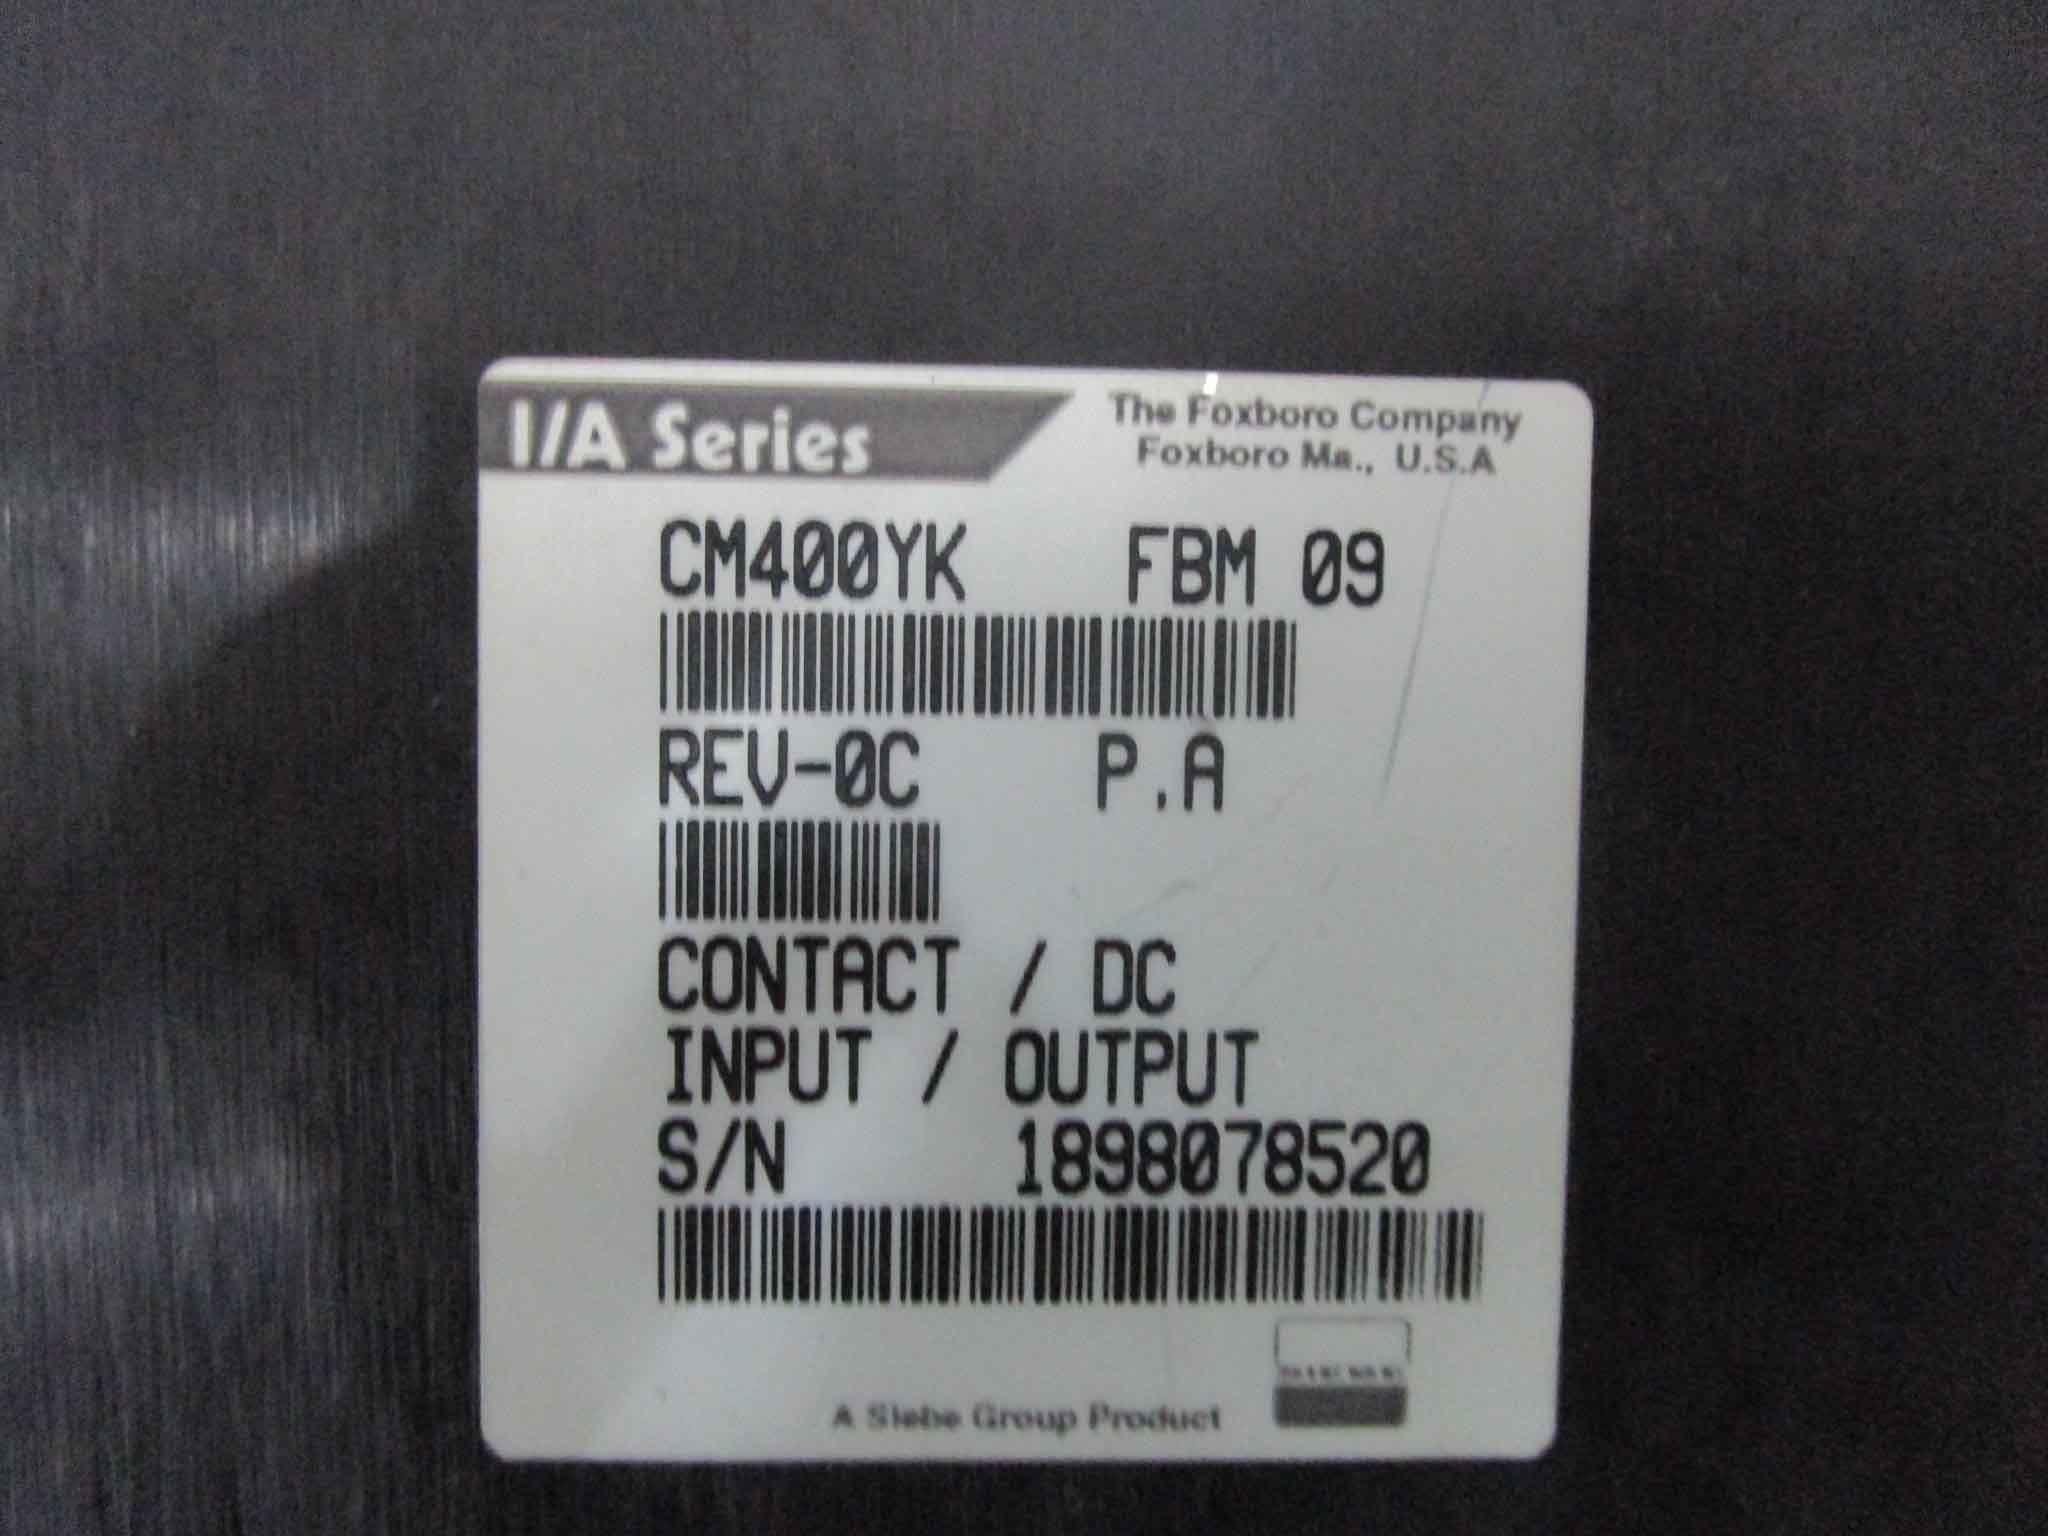 I/A Series
The Foxboro Company
Foxboro Ma., U.S.A
CM400YK FBM 09
REV-0C P.A
CONTACT / DC
INPUT / OUTPUT
S/N 1898078520
SIEBE
A Siebe Group Product